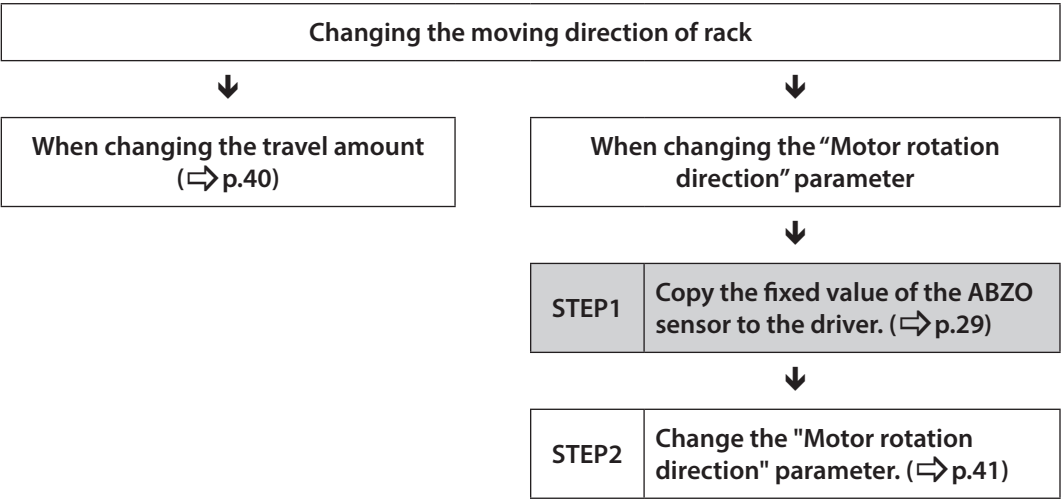 Changing the moving direction of rack
When changing the travel amount
(⇨ p.40)
When changing the “Motor rotation
direction” parameter
STEP1
Copy the fixed value of the ABZO
sensor to the driver. (⇨ p.29)
STEP2
Change the "Motor rotation
direction" parameter. (⇨ p.41)